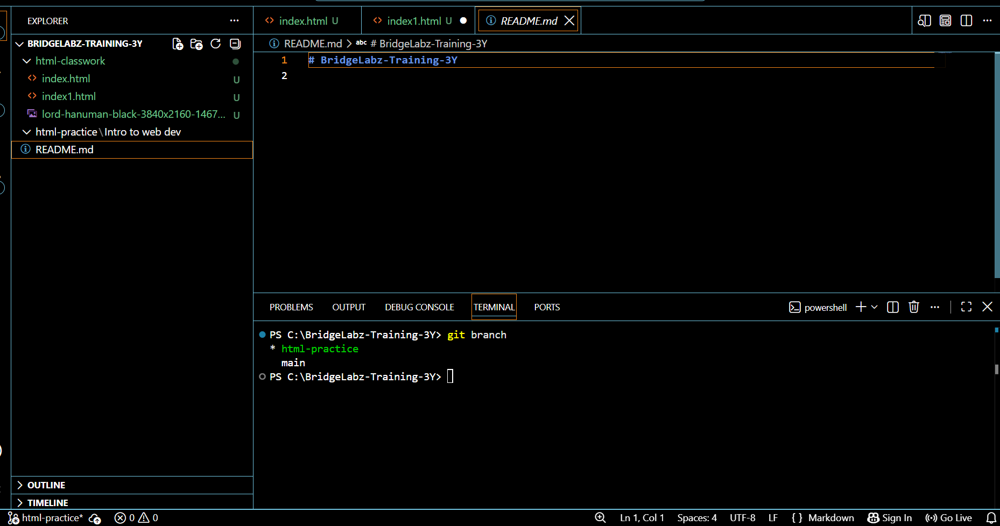 EXPLORER
BRIDGELABZ-TRAINING-3Y
html-classwork
index.html U
index1.html U
lord-hanuman-black-3840x2160-1467... U
html-practice\Intro to web dev
README.md
OUTLINE
TIMELINE
index.html U
index1.html U
README.md
README.md > abc # BridgeLabz-Training-3Y
1 # BridgeLabz-Training-3Y
2
PROBLEMS OUTPUT DEBUG CONSOLE TERMINAL PORTS
powershell
PS C:\BridgeLabz-Training-3Y> git branch
* html-practice
main
PS C:\BridgeLabz-Training-3Y>
html-practice* 0 0 Ln 1, Col 1 Spaces: 4 UTF-8 LF {} Markdown Sign In Go Live